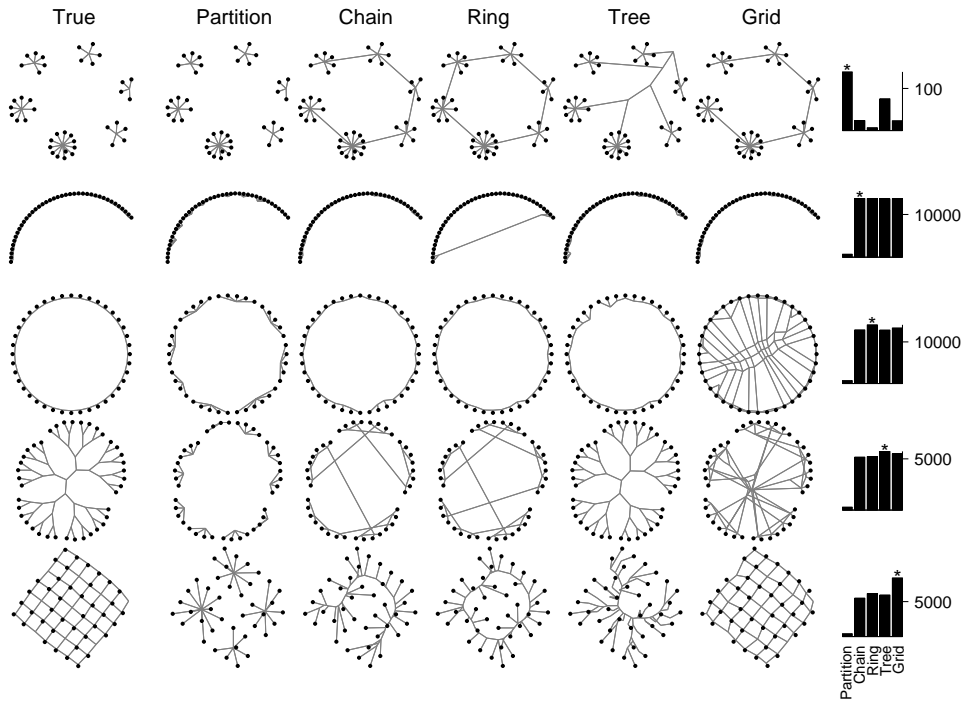 True Partition Chain Ring Tree Grid
*
100
*
10000
*
10000
*
5000
*
5000
Partition
Chain
Ring
Tree
Grid